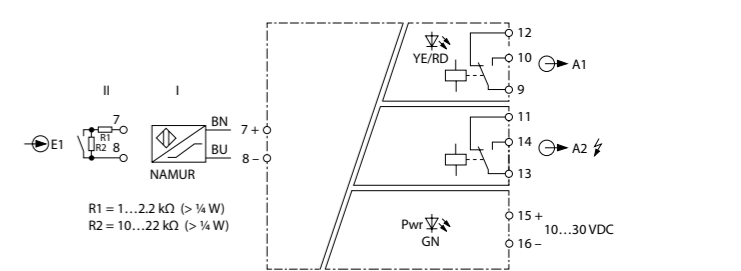 12
YE/RD
10
A1
9
II
I
11
7
BN
7 +
E1
R1
R2
8
14
A2
BU
8 –
13
NAMUR
R1 = 1…2.2 kΩ (> ¼ W)
R2 = 10…22 kΩ (> ¼ W)
15 +
Pwr
10…30 VDC
GN
16 –